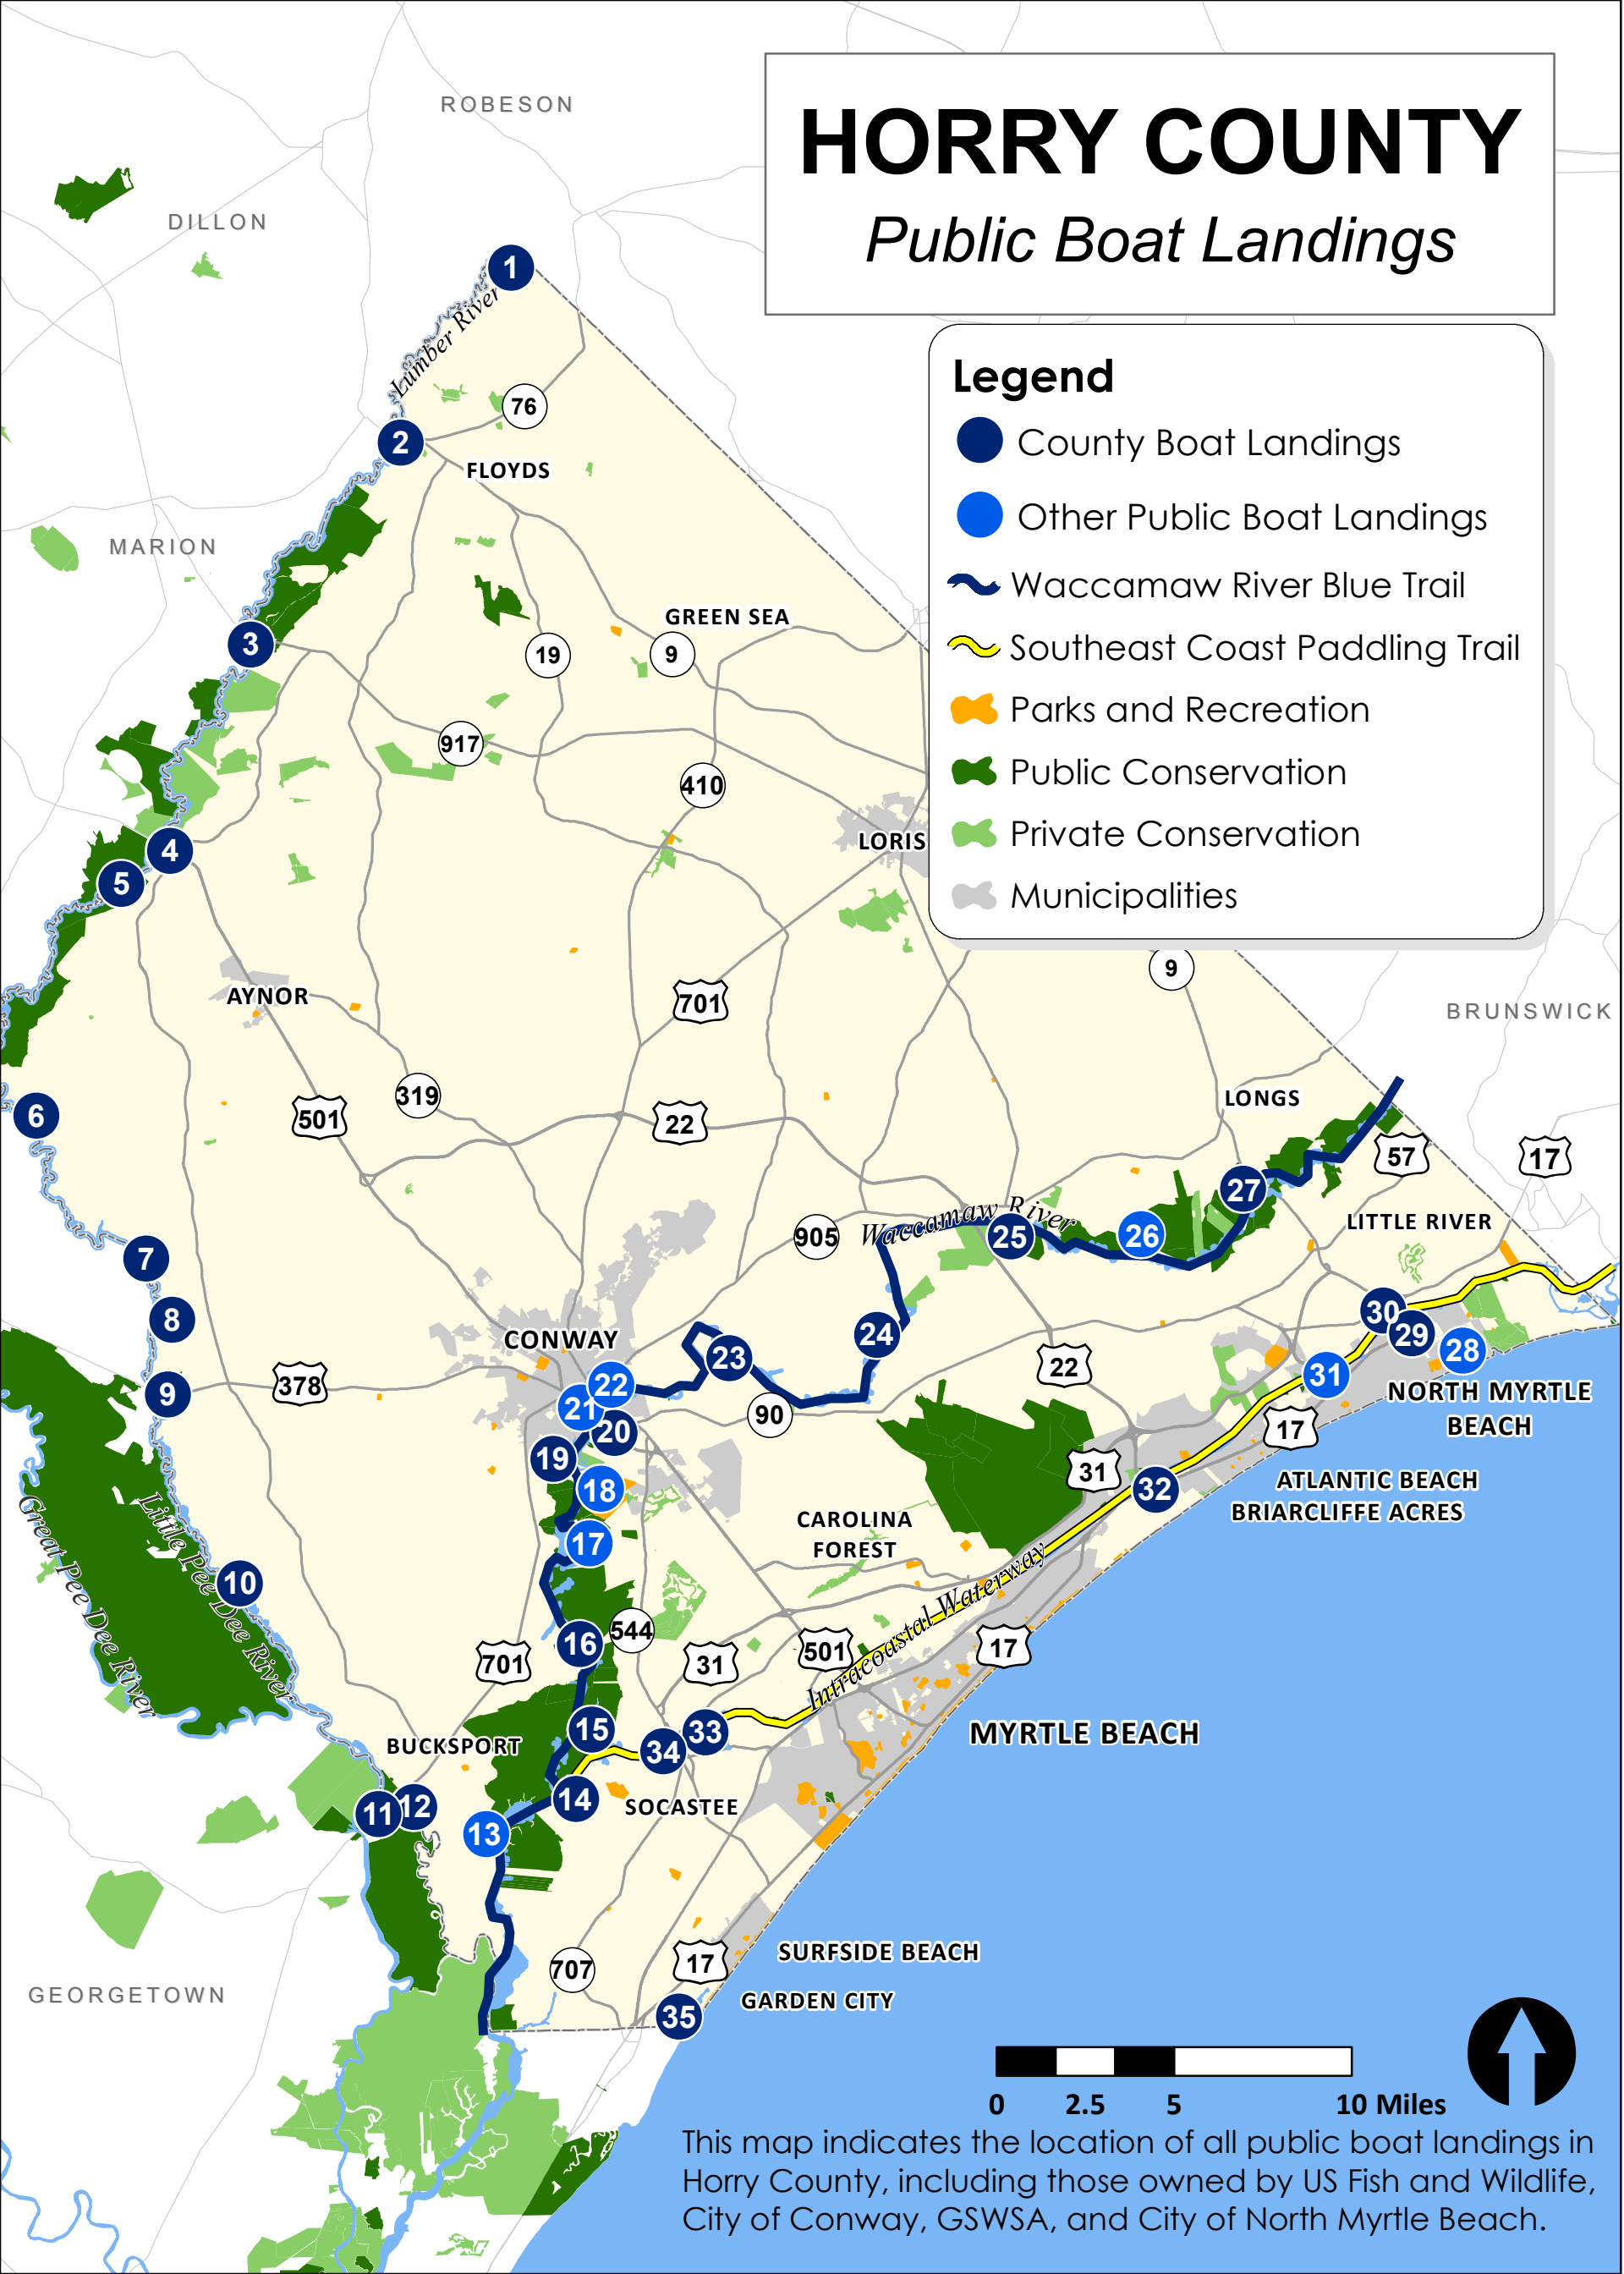 HORRY COUNTY
Public Boat Landings
Legend
County Boat Landings
Other Public Boat Landings
Waccamaw River Blue Trail
Southeast Coast Paddling Trail
Parks and Recreation
Public Conservation
Private Conservation
Municipalities
ROBESON
DILLON
1
Lumber River
76
2
FLOYDS
MARION
GREEN SEA
3
19
9
917
410
LORIS
4
5
9
AYNOR
701
BRUNSWICK
319
501
22
LONGS
6
57
17
27
LITTLE RIVER
Waccamaw River
905
25
26
7
8
30
29
28
CONWAY
24
23
22
31
378
9
22
21
NORTH MYRTLE
BEACH
90
20
17
19
31
18
32
ATLANTIC BEACH
BRIARCLIFFE ACRES
CAROLINA
FOREST
17
Great Pee Dee River
Little Pee Dee River
10
Intracoastal Waterway
544
16
701
31
501
17
15
33
MYRTLE BEACH
BUCKSPORT
34
14
SOCASTEE
11
12
13
SURFSIDE BEACH
17
707
GEORGETOWN
GARDEN CITY
35
0 2.5 5 10 Miles
This map indicates the location of all public boat landings in
Horry County, including those owned by US Fish and Wildlife,
City of Conway, GSWSA, and City of North Myrtle Beach.